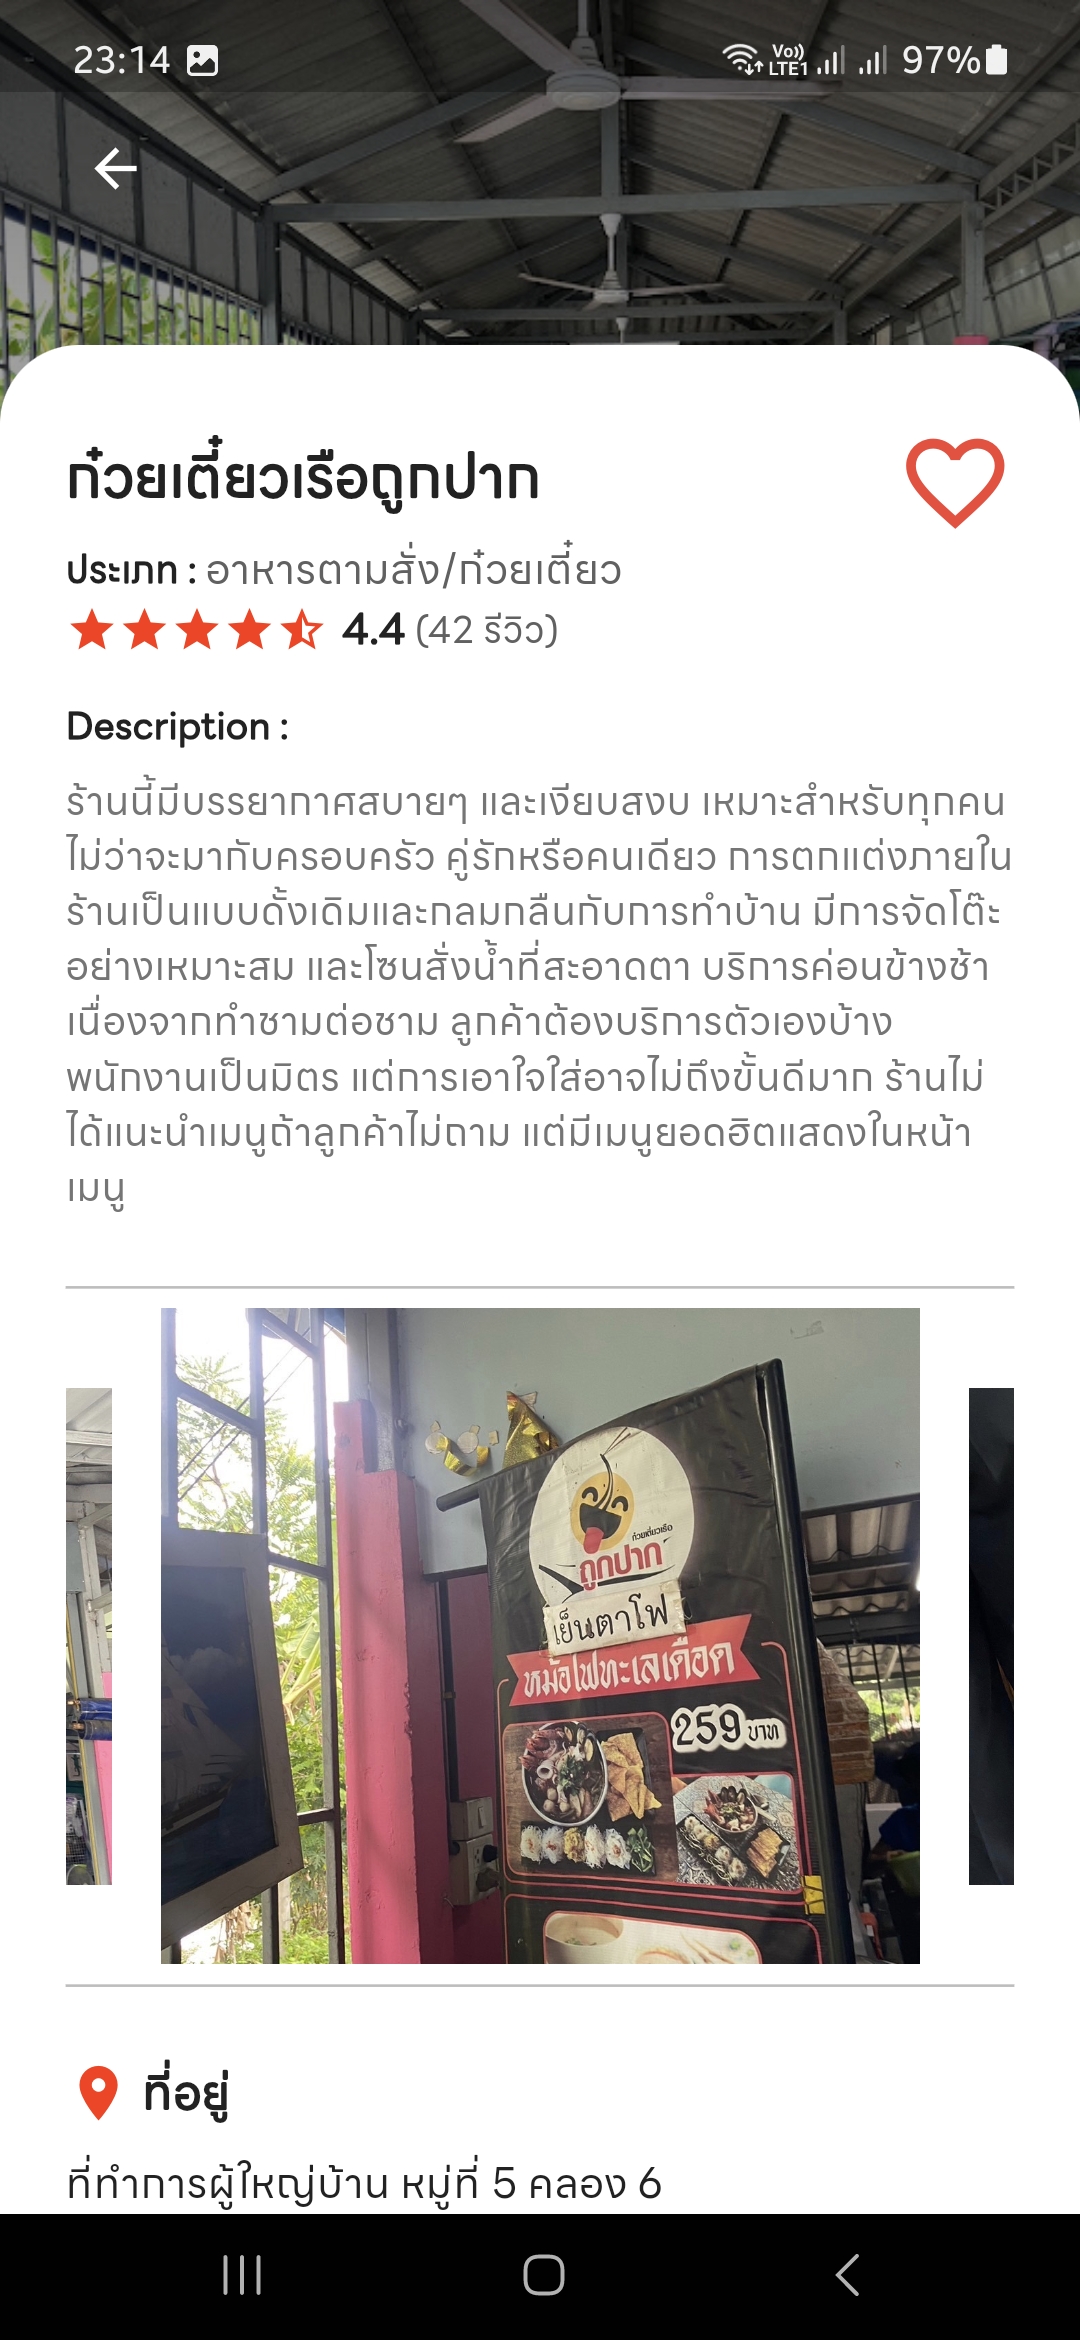 23:14
Vo)) LTE1 97%
ก๋วยเตี๋ยวเรือถูกปาก
ประเภท : อาหารตามสั่ง/ก๋วยเตี๋ยว
4.4 (42 รีวิว)
Description :
ร้านนี้มีบรรยากาศสบายๆ และเงียบสงบ เหมาะสำหรับทุกคน
ไม่ว่าจะมากับครอบครัว คู่รักหรือคนเดียว การตกแต่งภายใน
ร้านเป็นแบบดั้งเดิมและกลมกลืนกับการทำบ้าน มีการจัดโต๊ะ
อย่างเหมาะสม และโซนสั่งน้ำที่สะอาดตา บริการค่อนข้างช้า
เนื่องจากทำชามต่อชาม ลูกค้าต้องบริการตัวเองบ้าง
พนักงานเป็นมิตร แต่การเอาใจใส่อาจไม่ถึงขั้นดีมาก ร้านไม่
ได้แนะนำเมนูถ้าลูกค้าไม่ถาม แต่มีเมนูยอดฮิตแสดงในหน้า
เมนู
ก๋วยเตี๋ยวเรือ
ถูกปาก
เย็นตาโฟ
หม้อไฟทะเลเดือด
259 บาท
ที่อยู่
ที่ทำการผู้ใหญ่บ้าน หมู่ที่ 5 คลอง 6